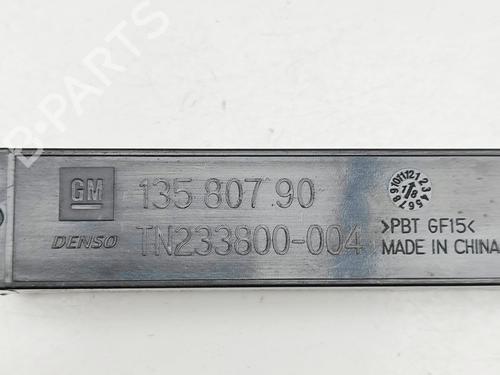 GM 135 807 90
DENSO TN233800-004 >PBT GF15<
MADE IN CHINA
B-PARTS